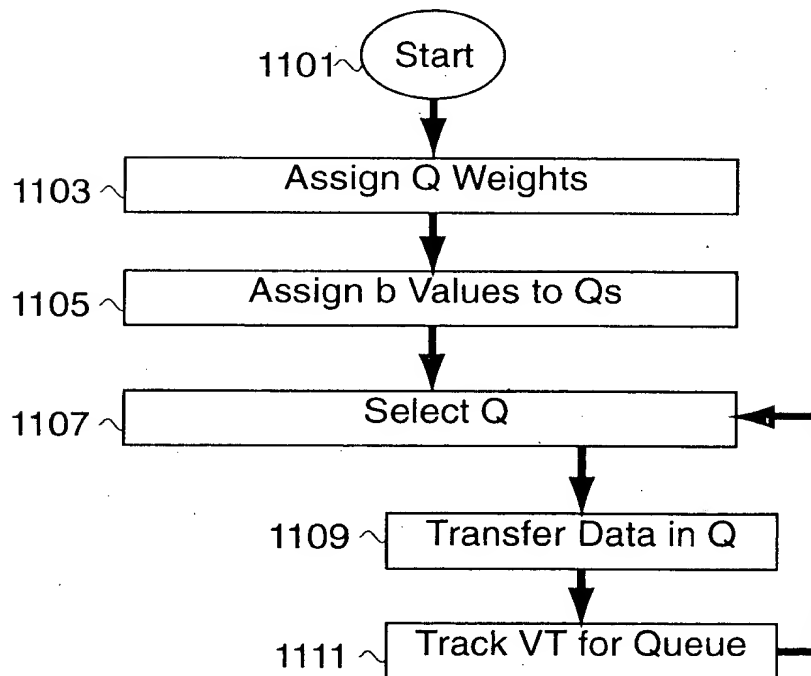 1101
Start
1103
Assign Q Weights
1105
Assign b Values to Qs
1107
Select Q
1109
Transfer Data in Q
1111
Track VT for Queue